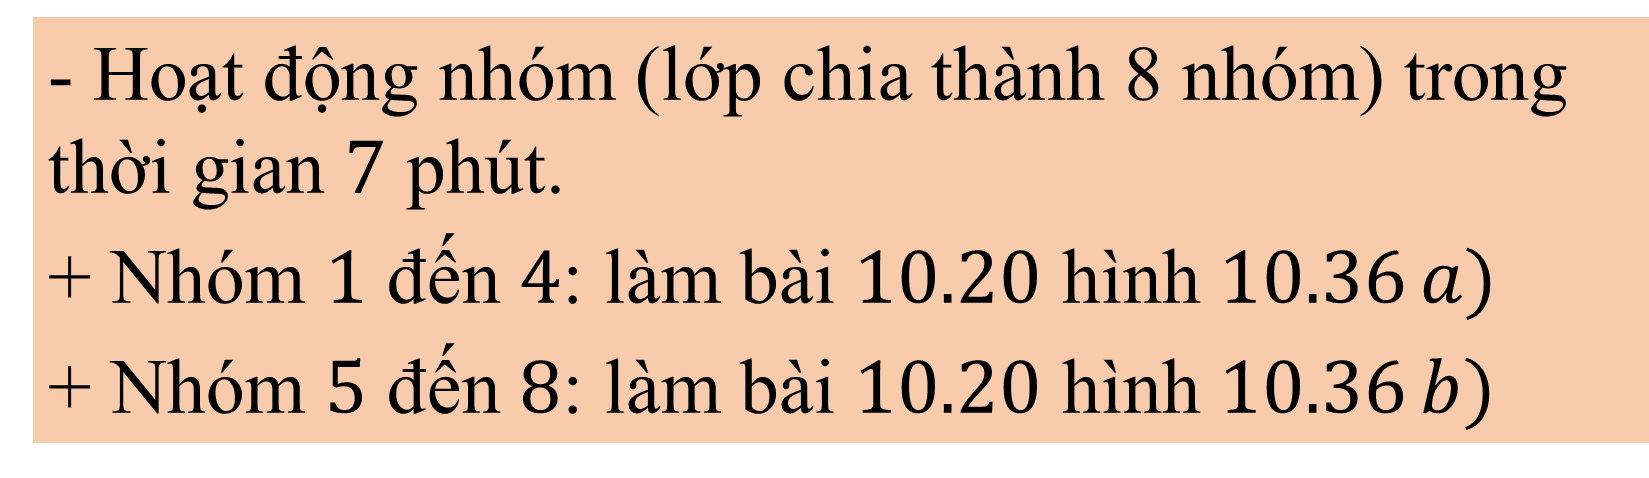 - Hoạt động nhóm (lớp chia thành 8 nhóm) trong
thời gian 7 phút.
+ Nhóm 1 đến 4: làm bài 10.20 hình 10.36 a)
+ Nhóm 5 đến 8: làm bài 10.20 hình 10.36 b)